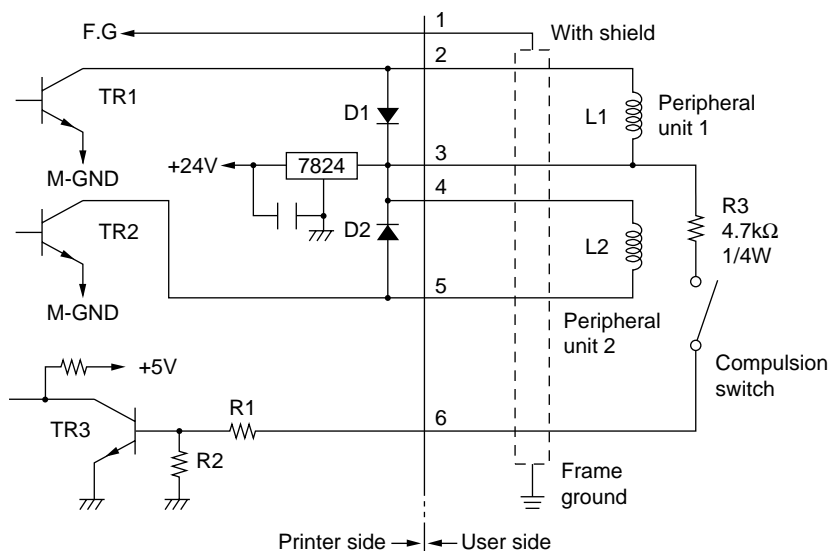 F.G
1
With shield
2
TR1
D1
L1
Peripheral
unit 1
+24V
7824
3
M-GND
4
R3
4.7kΩ
1/4W
TR2
D2
L2
M-GND
5
Peripheral
unit 2
Compulsion
switch
+5V
TR3
R1
6
R2
Frame
ground
Printer side
User side